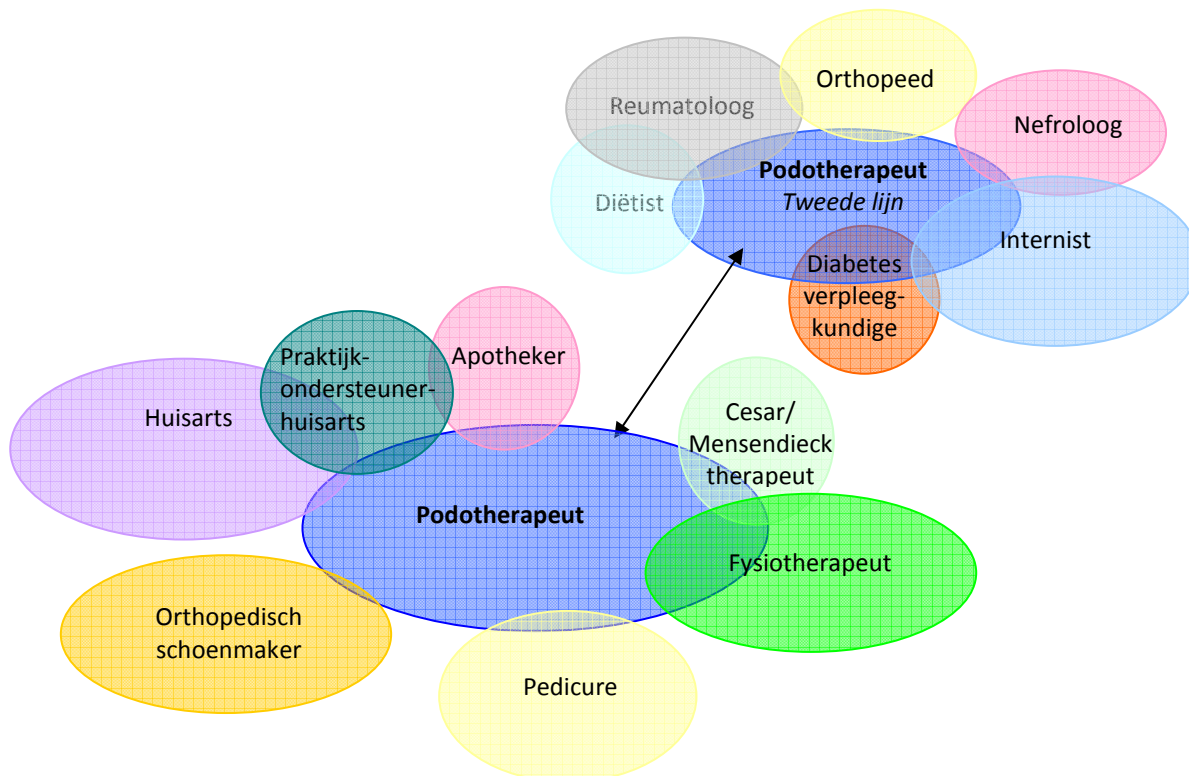 Orthopeed
Reumatoloog
Nefroloog
Podotherapeut
Tweede lijn
Diëtist
Internist
Diabetes
verpleeg-
kundige
Praktijk-
ondersteuner-
huisarts
Apotheker
Huisarts
Cesar/
Mensendieck
therapeut
Podotherapeut
Fysiotherapeut
Orthopedisch
schoenmaker
Pedicure